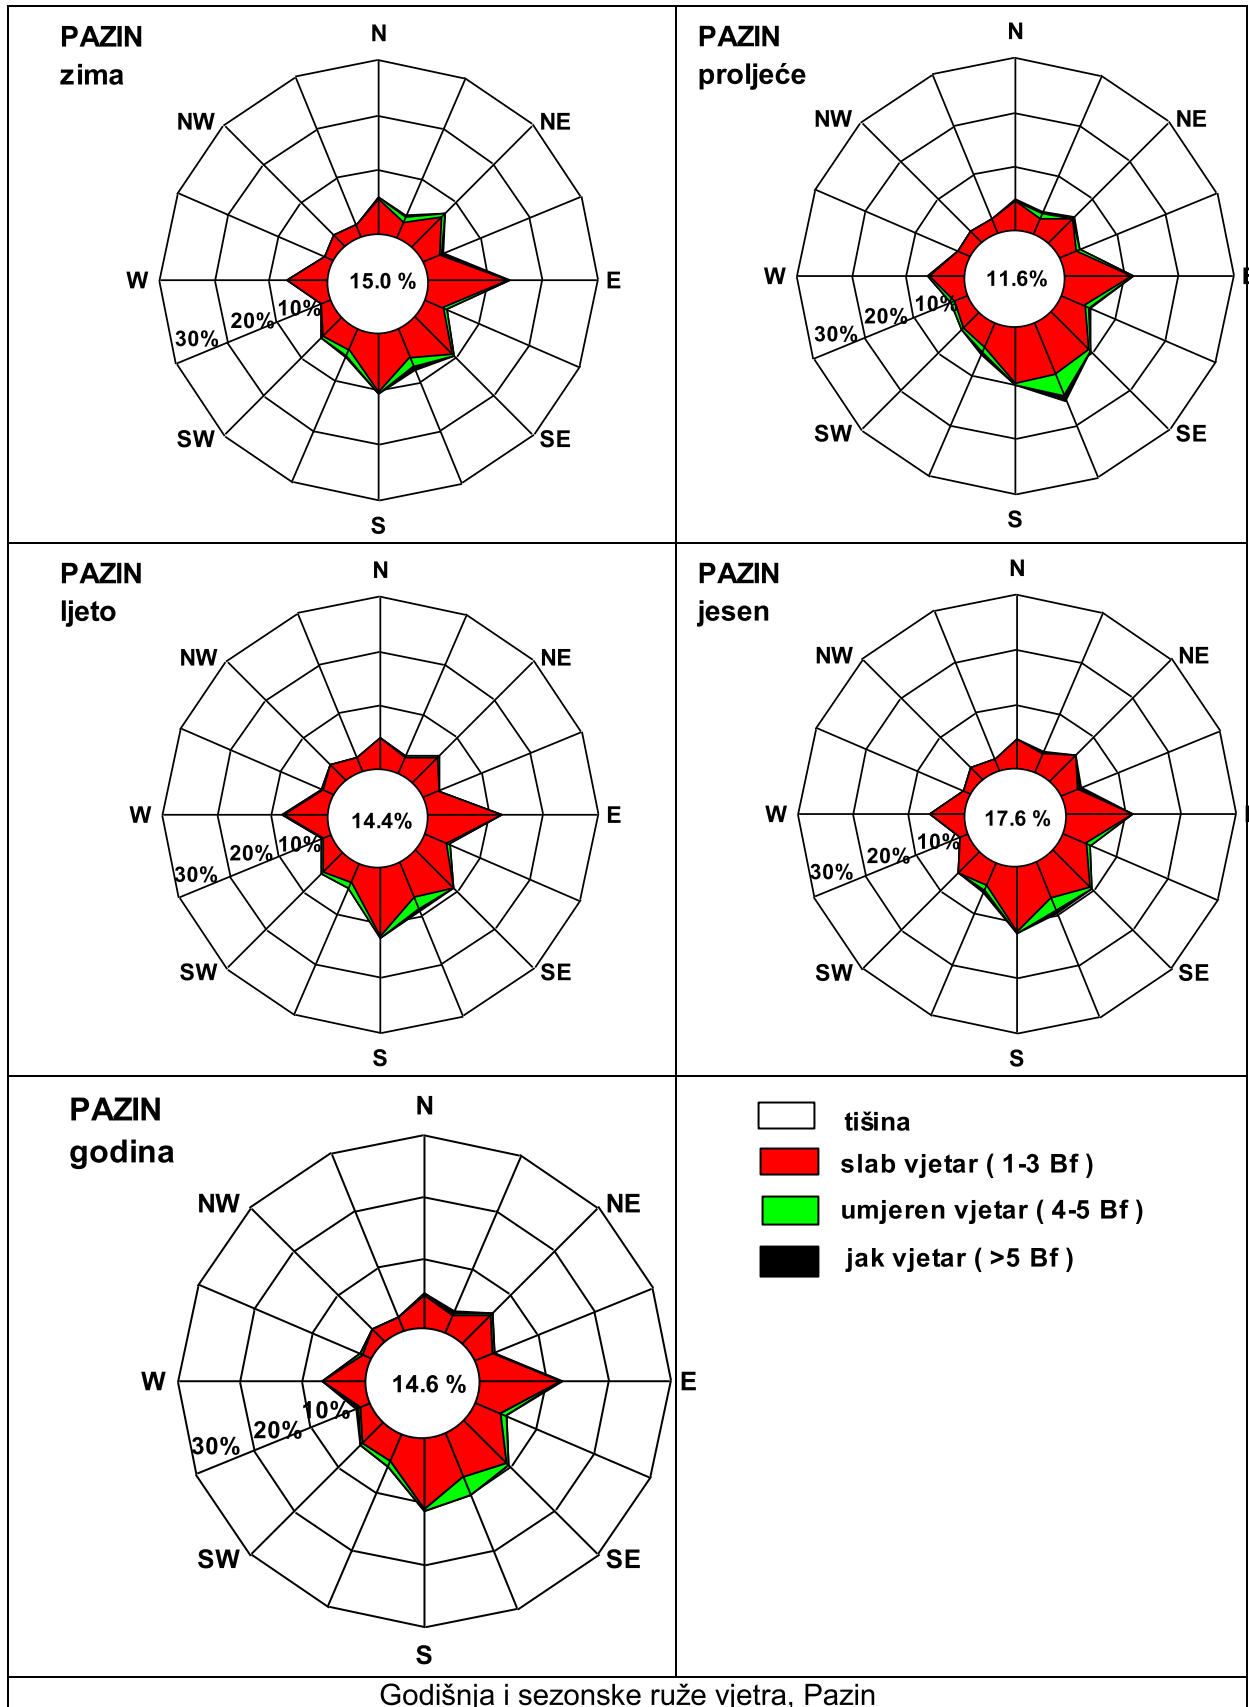 PAZIN
zima
N
NW
NE
W
15.0 %
E
10%
20%
30%
SW
SE
S
PAZIN
proljeće
N
NW
NE
W
11.6%
E
10%
20%
30%
SW
SE
S
PAZIN
ljeto
N
NW
NE
W
14.4%
E
10%
20%
30%
SW
SE
S
PAZIN
jesen
N
NW
NE
W
17.6 %
10%
20%
30%
SW
SE
S
PAZIN
godina
N
NW
NE
W
14.6 %
E
10%
20%
30%
SW
SE
S
tišina
slab vjetar ( 1-3 Bf )
umjeren vjetar ( 4-5 Bf )
jak vjetar ( >5 Bf )
Godišnja i sezonske ruže vjetra, Pazin